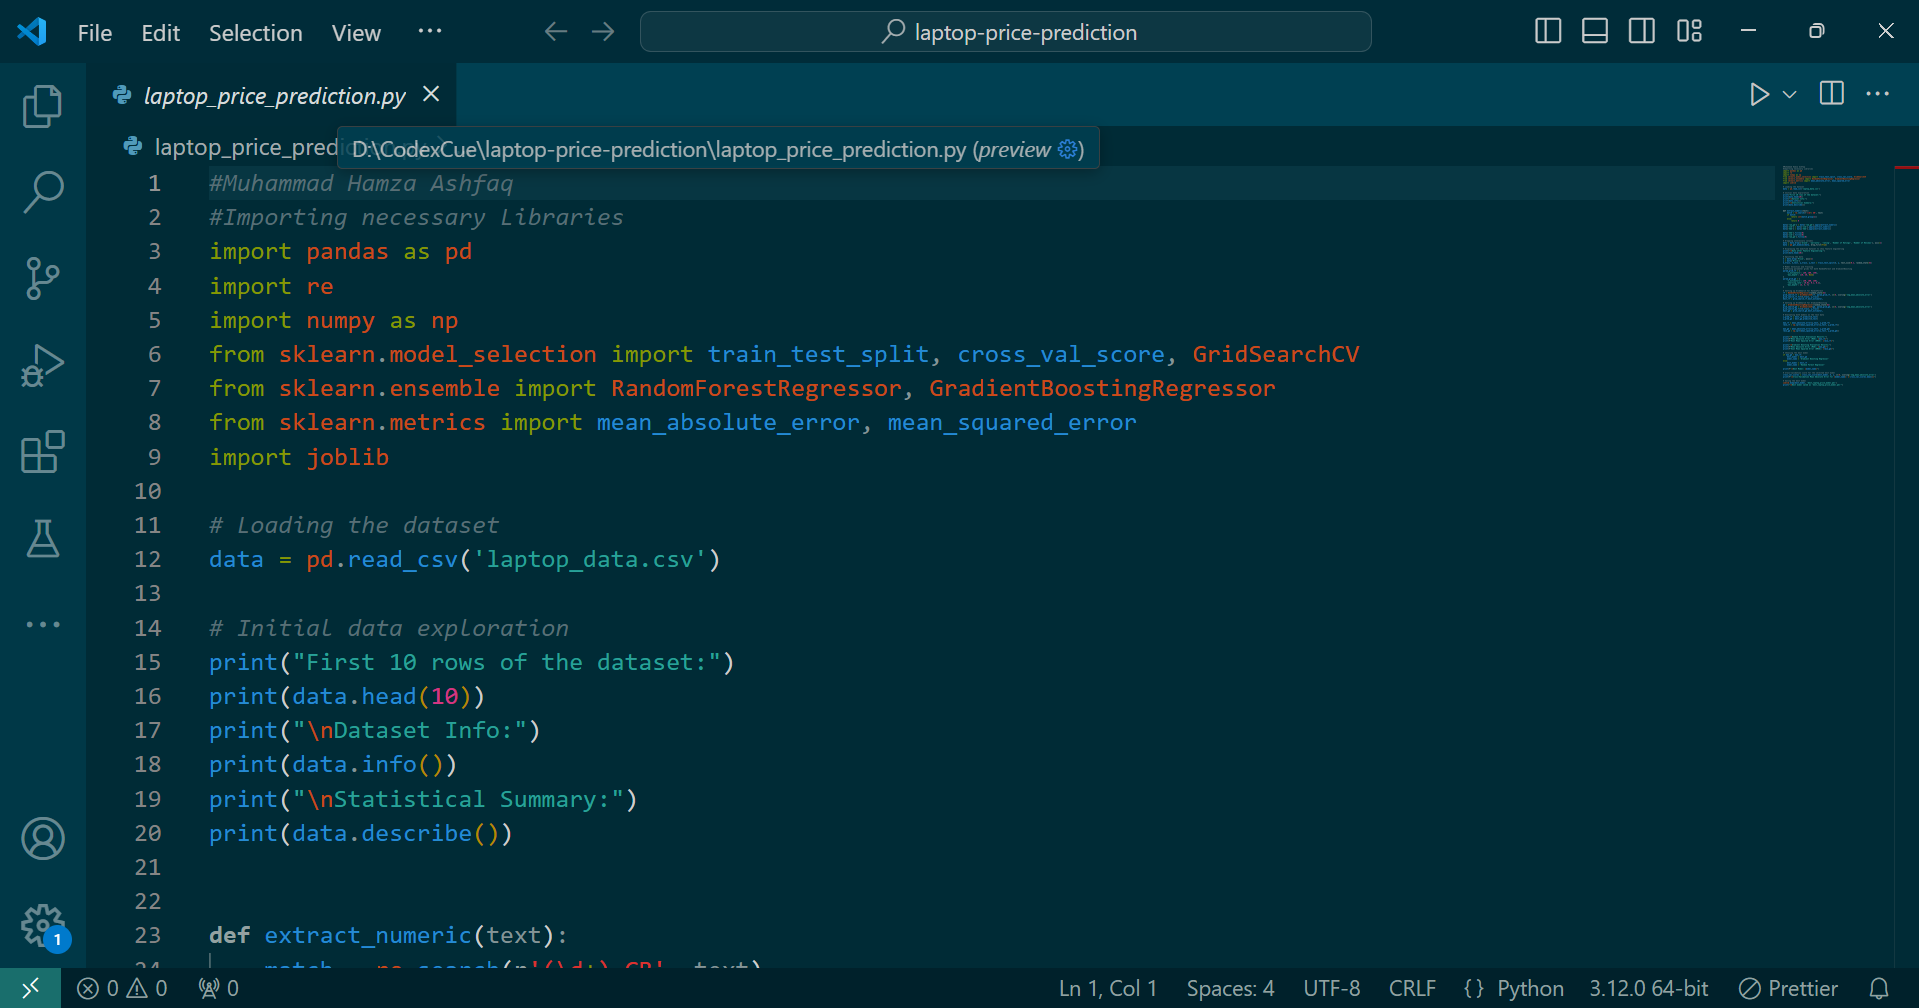 File Edit Selection View ··· laptop-price-prediction
laptop_price_prediction.py
laptop_price_predi
D:\CodexCue\laptop-price-prediction\laptop_price_prediction.py (preview)
1 #Muhammad Hamza Ashfaq
2 #Importing necessary Libraries
3 import pandas as pd
4 import re
5 import numpy as np
6 from sklearn.model_selection import train_test_split, cross_val_score, GridSearchCV
7 from sklearn.ensemble import RandomForestRegressor, GradientBoostingRegressor
8 from sklearn.metrics import mean_absolute_error, mean_squared_error
9 import joblib
10
11 # Loading the dataset
12 data = pd.read_csv('laptop_data.csv')
13
14 # Initial data exploration
15 print("First 10 rows of the dataset:")
16 print(data.head(10))
17 print("\nDataset Info:")
18 print(data.info())
19 print("\nStatistical Summary:")
20 print(data.describe())
21
22
23 def extract_numeric(text):
24 match = re.search(r'(\d+) GB', text)
1
0 0 0 Ln 1, Col 1 Spaces: 4 UTF-8 CRLF {} Python 3.12.0 64-bit Prettier